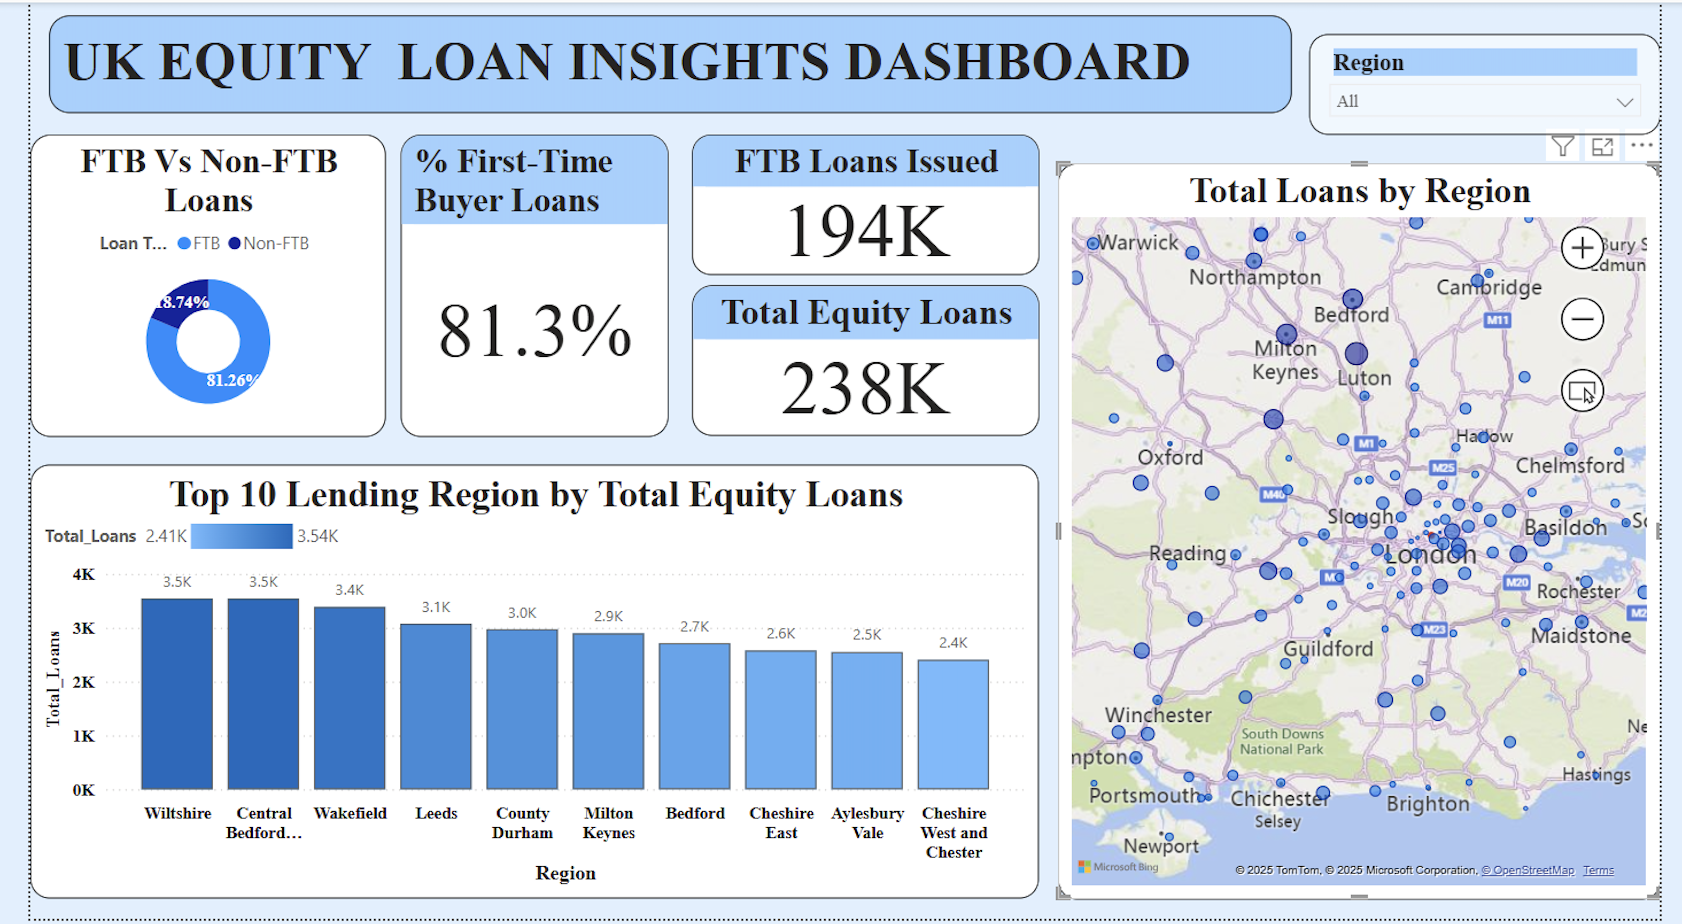 UK EQUITY LOAN INSIGHTS DASHBOARD
Region
All
FTB Vs Non-FTB
Loans
Loan T... FTB Non-FTB
18.74%
81.26%
% First-Time
Buyer Loans
81.3%
FTB Loans Issued
194K
Total Equity Loans
238K
Top 10 Lending Region by Total Equity Loans
Total_Loans 2.41K 3.54K
Total_Loans
4K
3K
2K
1K
0K
3.5K
3.5K
3.4K
3.1K
3.0K
2.9K
2.7K
2.6K
2.5K
2.4K
Wiltshire
Central
Bedford...
Wakefield
Leeds
County
Durham
Milton
Keynes
Bedford
Cheshire
East
Aylesbury
Vale
Cheshire
West and
Chester
Region
Total Loans by Region
Warwick
Bury S
Edmun
Northampton
Cambridge
Bedford
M11
Milton
Keynes
Luton
Oxford
M1
Harlow
Chelmsford
M25
M40
Slough
Basildon
Reading
London
M20
Rochester
M2
M23
Maidstone
Guildford
Winchester
South Downs
National Park
mpton
Hastings
Portsmouth
Chichester
Selsey
Brighton
Newport
Microsoft Bing
© 2025 TomTom, © 2025 Microsoft Corporation, © OpenStreetMap Terms